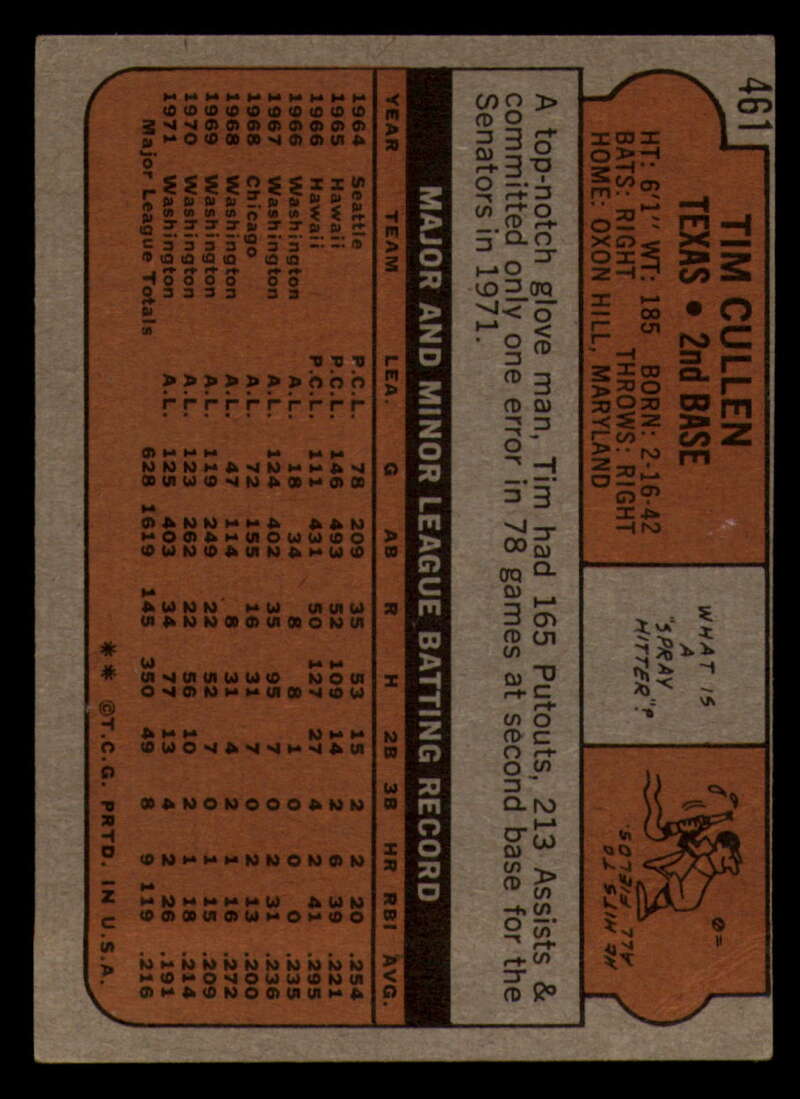 461
TIM CULLEN
TEXAS • 2nd BASE
HT: 6'1" WT: 185 BORN: 2-16-42
BATS: RIGHT THROWS: RIGHT
HOME: OXON HILL, MARYLAND
WHAT IS
A
"SPRAY
HITTER"?
HE HITS TO
ALL FIELDS.
A top-notch glove man, Tim had 165 Putouts, 213 Assists &
committed only one error in 78 games at second base for the
Senators in 1971.
MAJOR AND MINOR LEAGUE BATTING RECORD
YEAR TEAM LEA. G AB R H 2B 3B HR RBI AVG.
1964 Seattle P.C.L. 78 209 35 53 15 2 2 20 .254
1965 Hawaii P.C.L. 146 493 52 109 14 2 6 39 .221
1966 Hawaii P.C.L. 111 431 50 127 27 4 2 41 .295
1966 Washington A.L. 18 34 8 8 1 0 0 0 .235
1967 Washington A.L. 124 402 35 95 7 0 2 31 .236
1968 Chicago A.L. 72 155 16 31 7 0 2 13 .200
1968 Washington A.L. 47 114 8 31 4 2 1 16 .272
1969 Washington A.L. 119 249 22 52 7 0 1 15 .209
1970 Washington A.L. 123 262 22 56 10 2 1 18 .214
1971 Washington A.L. 125 403 34 77 13 4 2 26 .191
Major League Totals 628 1619 145 350 49 8 9 119 .216
** ©T.C.G. PRTD. IN U.S.A.